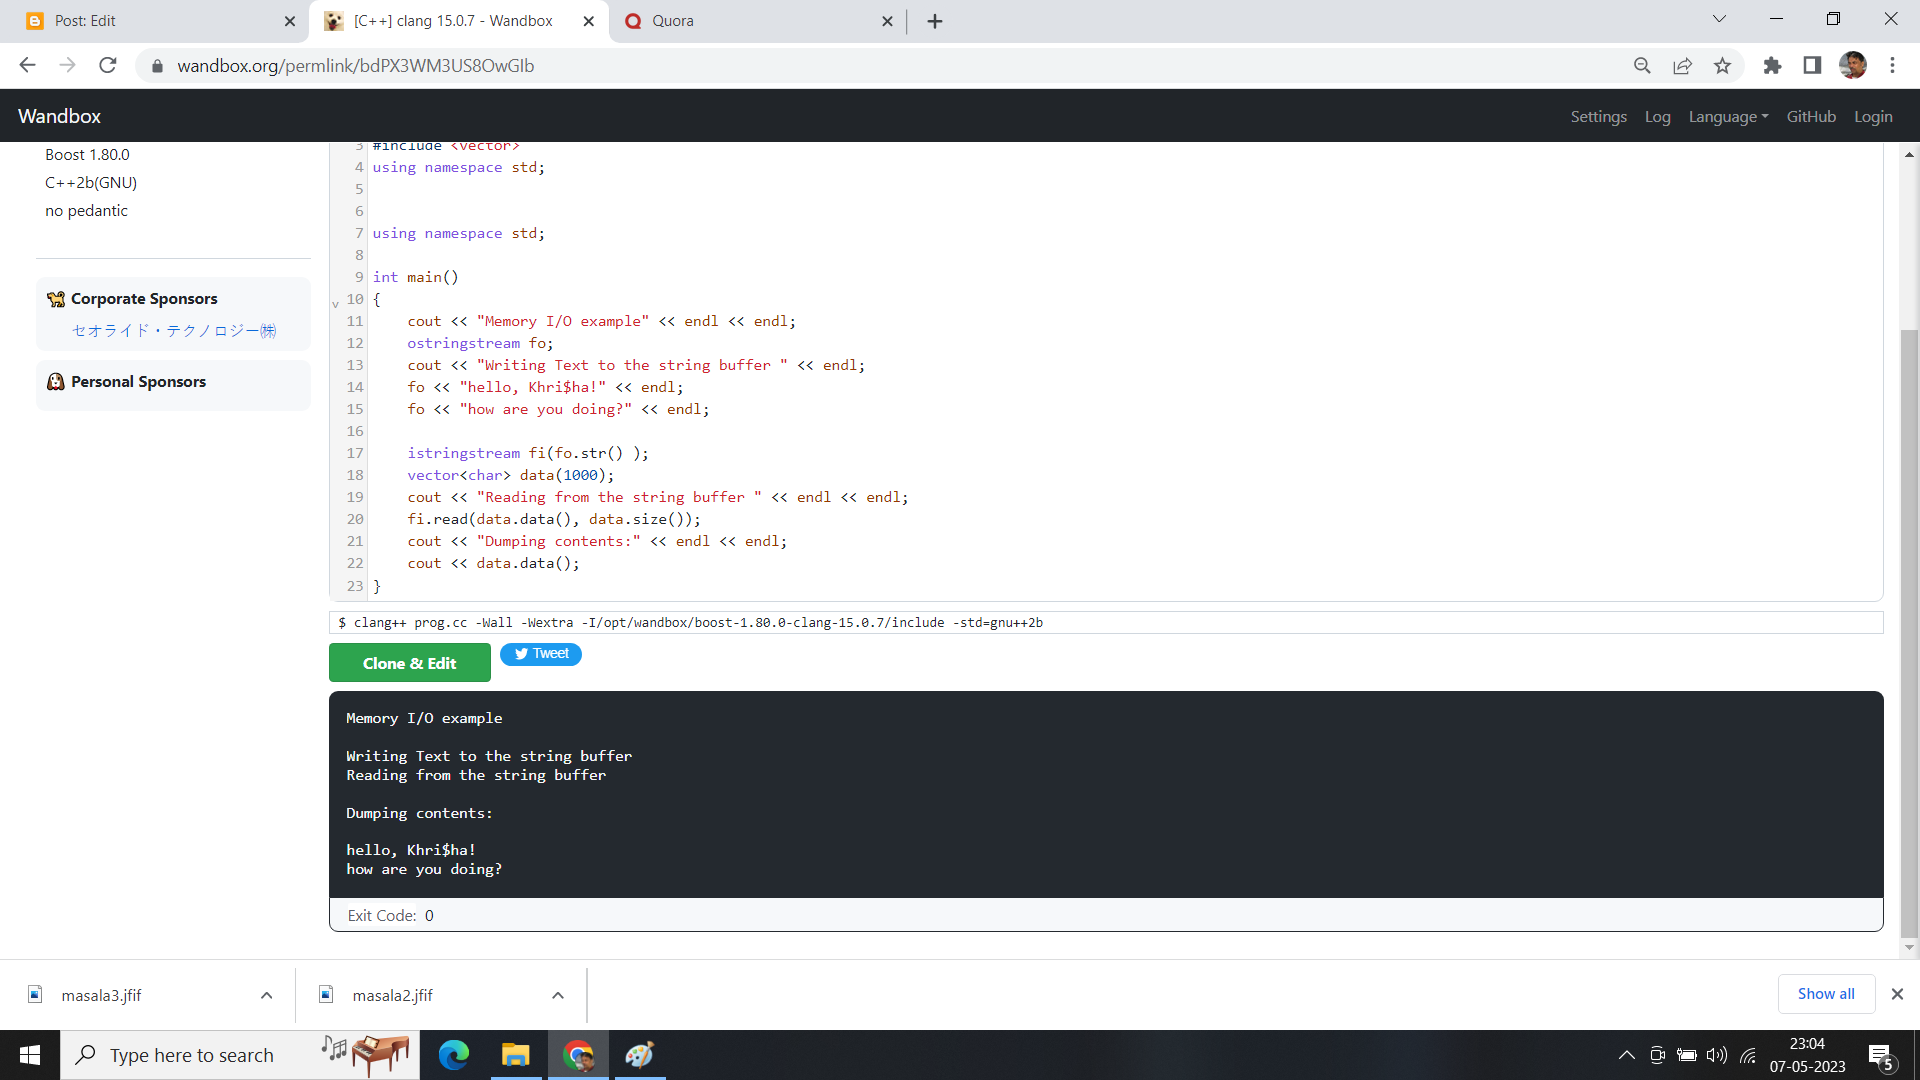 Post: Edit
[C++] clang 15.0.7 - Wandbox
Quora
wandbox.org/permlink/bdPX3WM3US8OwGIb
Wandbox
Settings Log Language GitHub Login
Boost 1.80.0
C++2b(GNU)
no pedantic
Corporate Sponsors
セオライド・テクノロジー㈱
Personal Sponsors
3 #include <vector>
4 using namespace std;
5
6
7 using namespace std;
8
9 int main()
10 {
11 cout << "Memory I/O example" << endl << endl;
12 ostringstream fo;
13 cout << "Writing Text to the string buffer " << endl;
14 fo << "hello, Khri$ha!" << endl;
15 fo << "how are you doing?" << endl;
16
17 istringstream fi(fo.str() );
18 vector<char> data(1000);
19 cout << "Reading from the string buffer " << endl << endl;
20 fi.read(data.data(), data.size());
21 cout << "Dumping contents:" << endl << endl;
22 cout << data.data();
23 }
$ clang++ prog.cc -Wall -Wextra -I/opt/wandbox/boost-1.80.0-clang-15.0.7/include -std=gnu++2b
Clone & Edit
Tweet
Memory I/O example
Writing Text to the string buffer
Reading from the string buffer
Dumping contents:
hello, Khri$ha!
how are you doing?
Exit Code: 0
masala3.jfif
masala2.jfif
Show all
Type here to search
23:04
07-05-2023
5